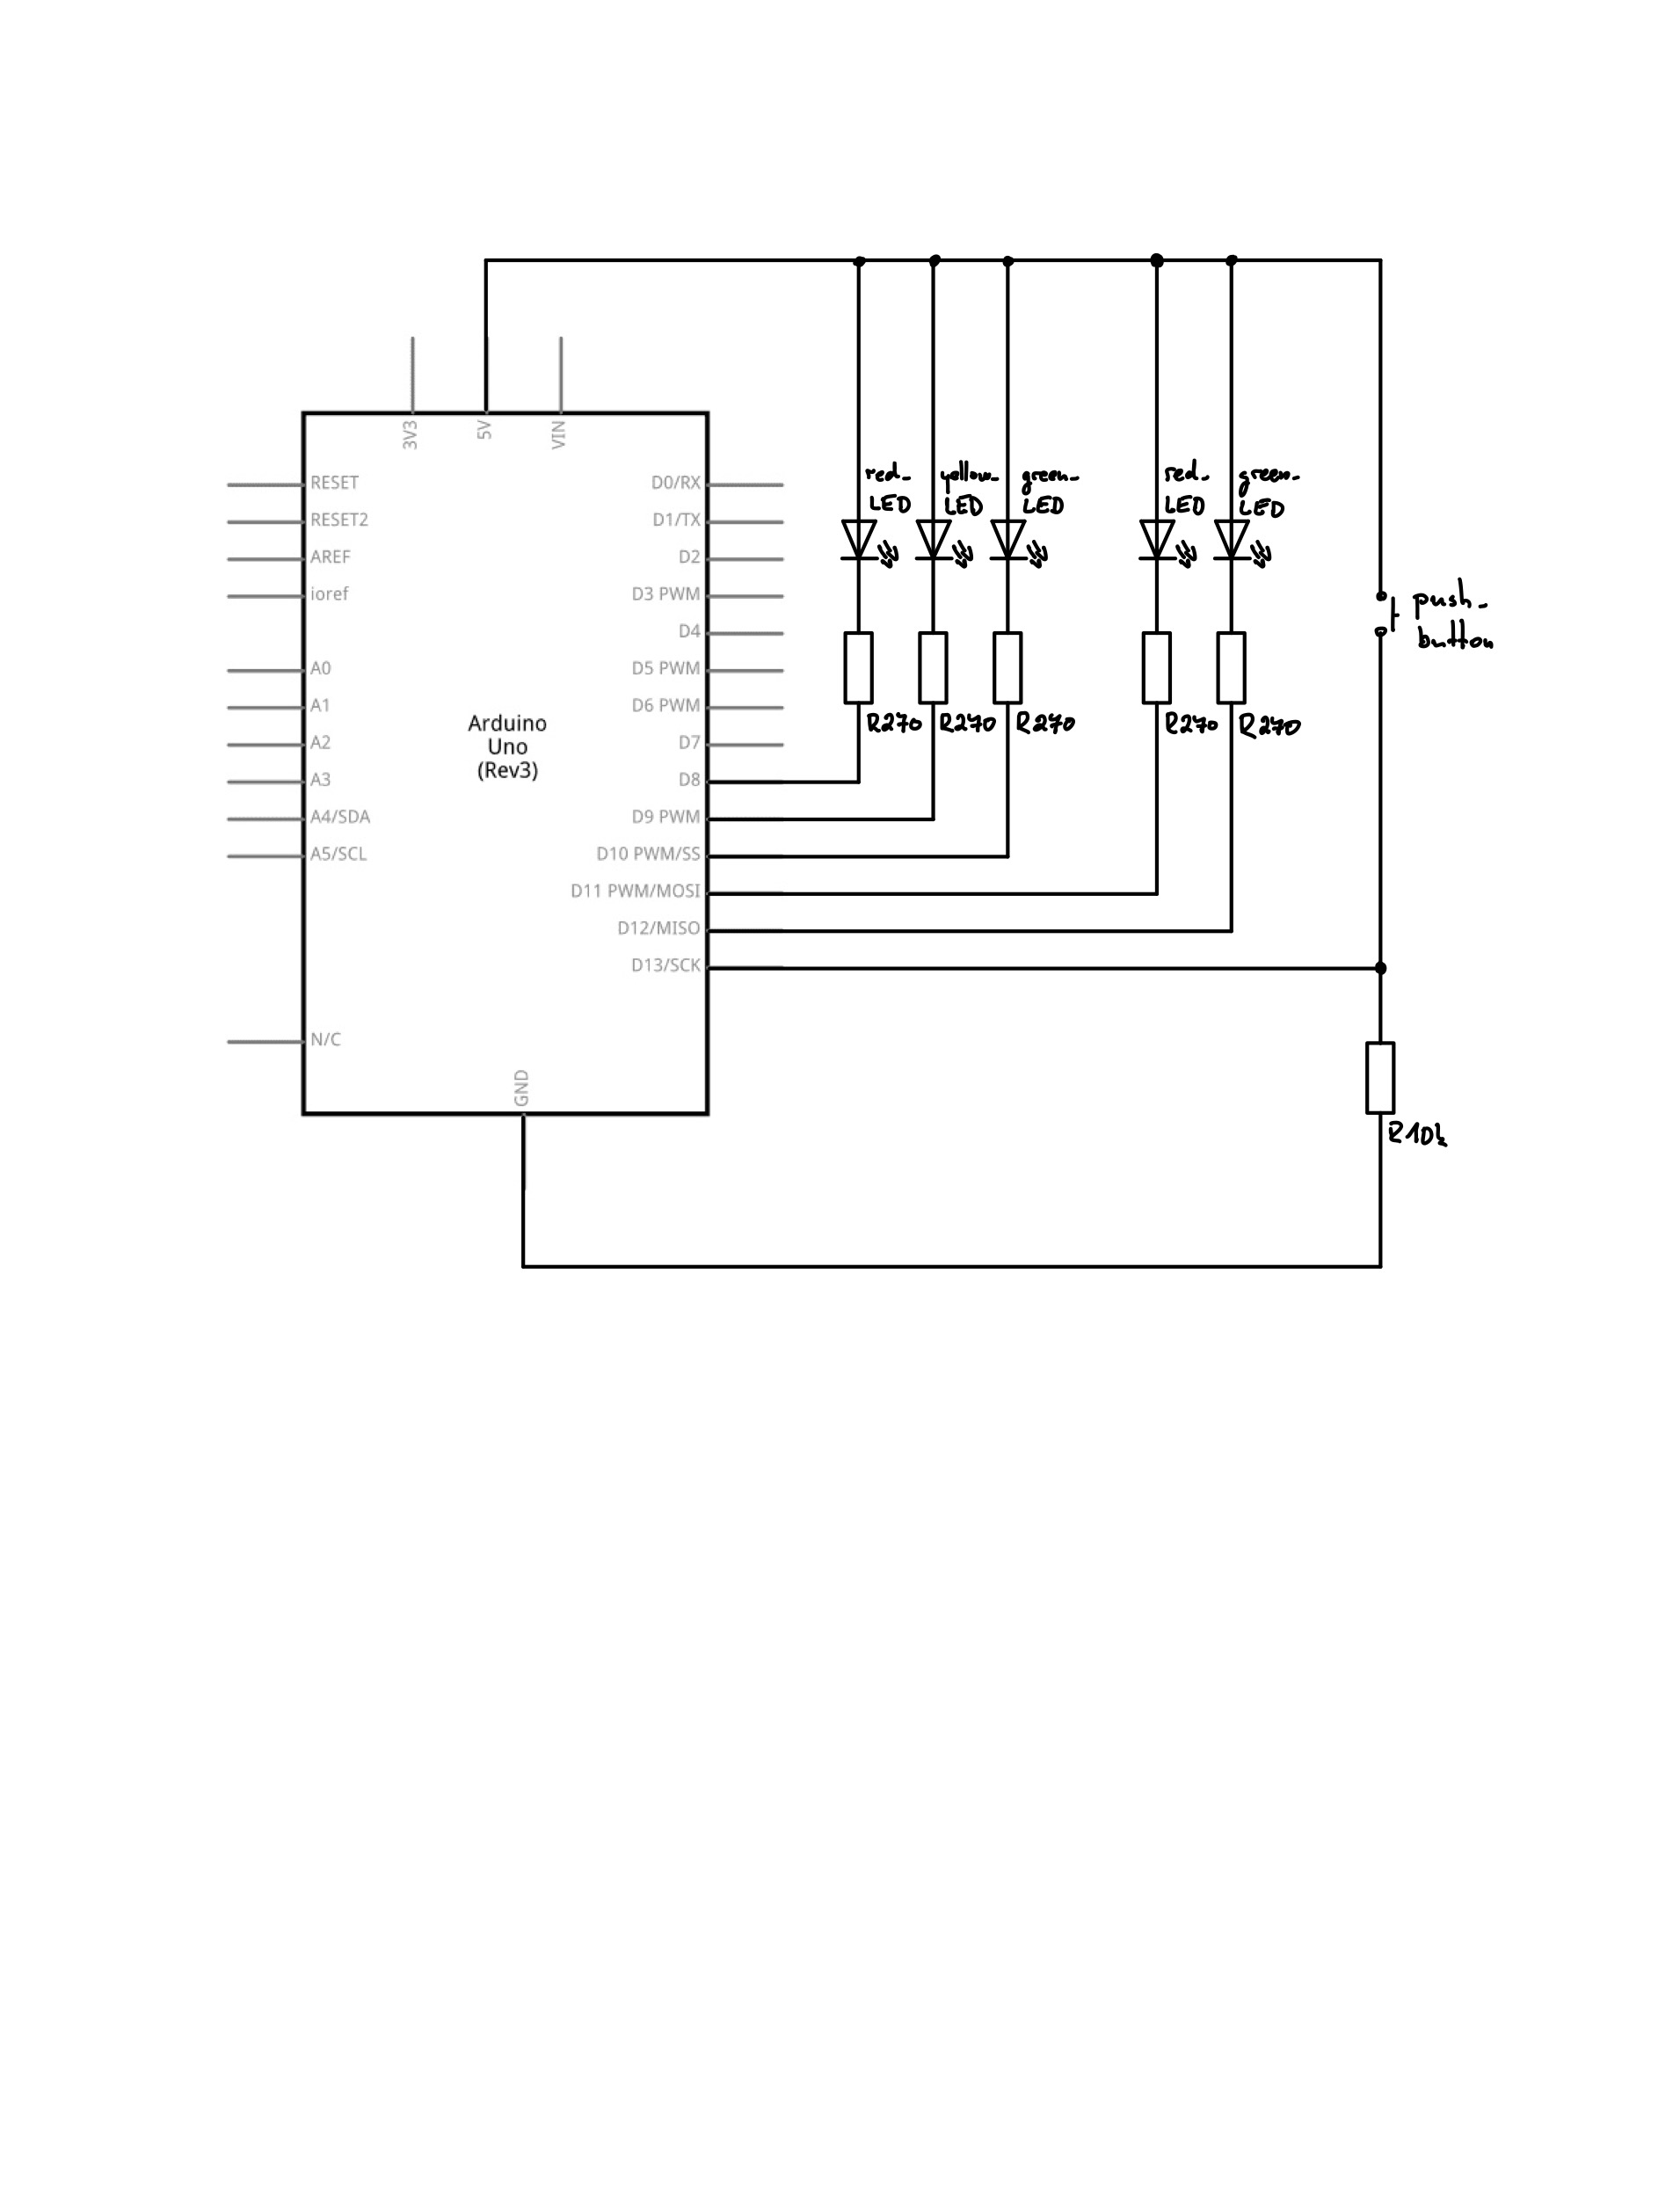 3V3
5V
VIN
RESET
RESET2
AREF
ioref
A0
A1
A2
A3
A4/SDA
A5/SCL
N/C
Arduino
Uno
(Rev3)
D0/RX
D1/TX
D2
D3 PWM
D4
D5 PWM
D6 PWM
D7
D8
D9 PWM
D10 PWM/SS
D11 PWM/MOSI
D12/MISO
D13/SCK
GND
red-
LED
yellow-
LED
green-
LED
red-
LED
green-
LED
R270
R270
R270
R270
R270
push-
button
R10k